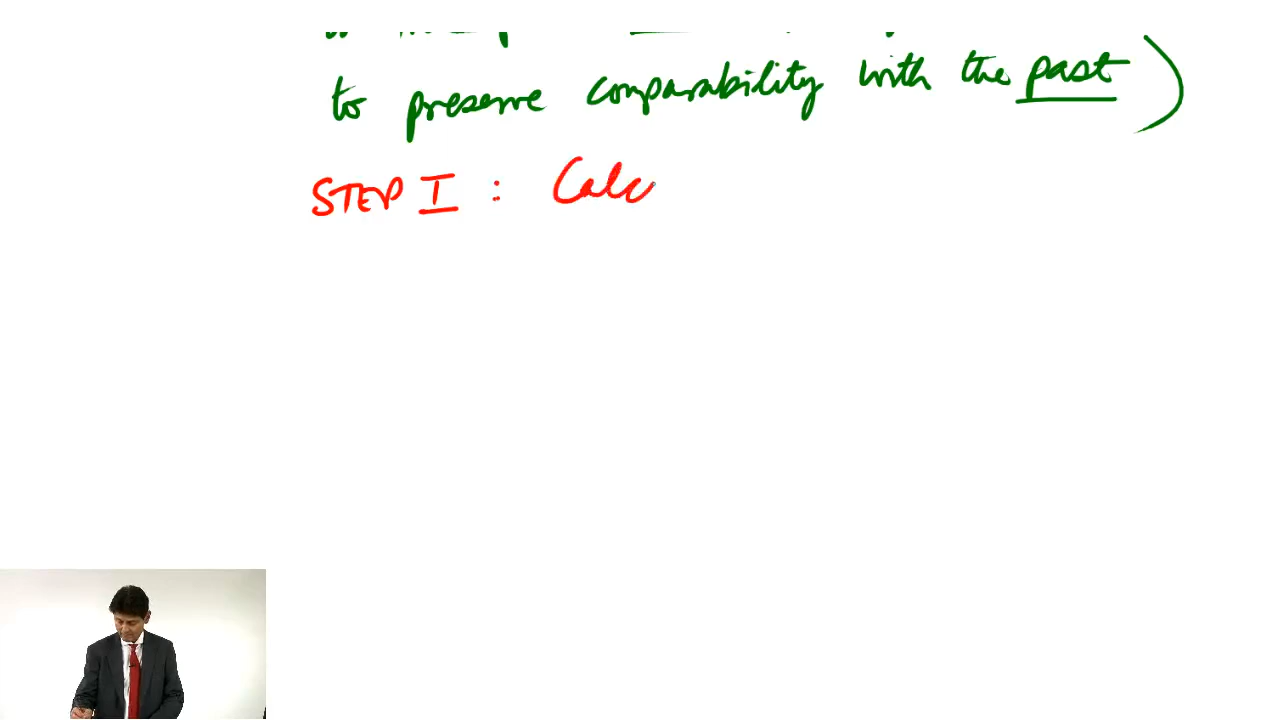 to preserve comparability with the past)
STEP I : Calc